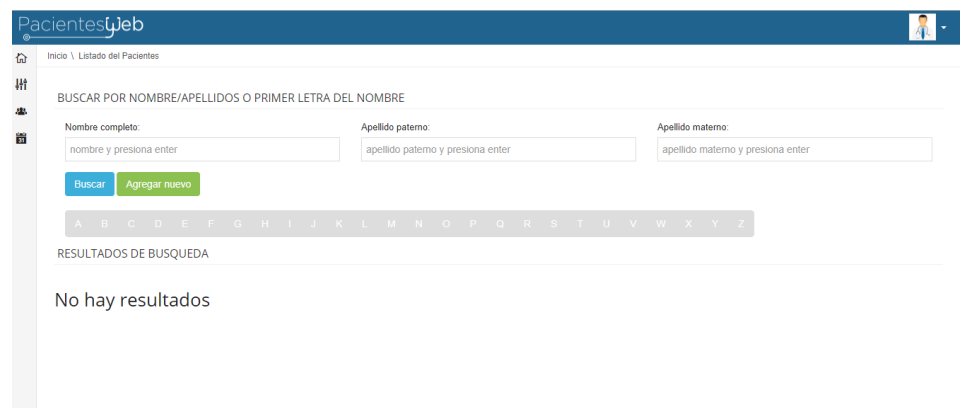 PacientesWeb
Inicio \ Listado del Pacientes
31
BUSCAR POR NOMBRE/APELLIDOS O PRIMER LETRA DEL NOMBRE
Nombre completo: Apellido paterno: Apellido materno:
nombre y presiona enter apellido paterno y presiona enter apellido materno y presiona enter
Buscar Agregar nuevo
A B C D E F G H I J K L M N O P Q R S T U V W X Y Z
RESULTADOS DE BUSQUEDA
No hay resultados